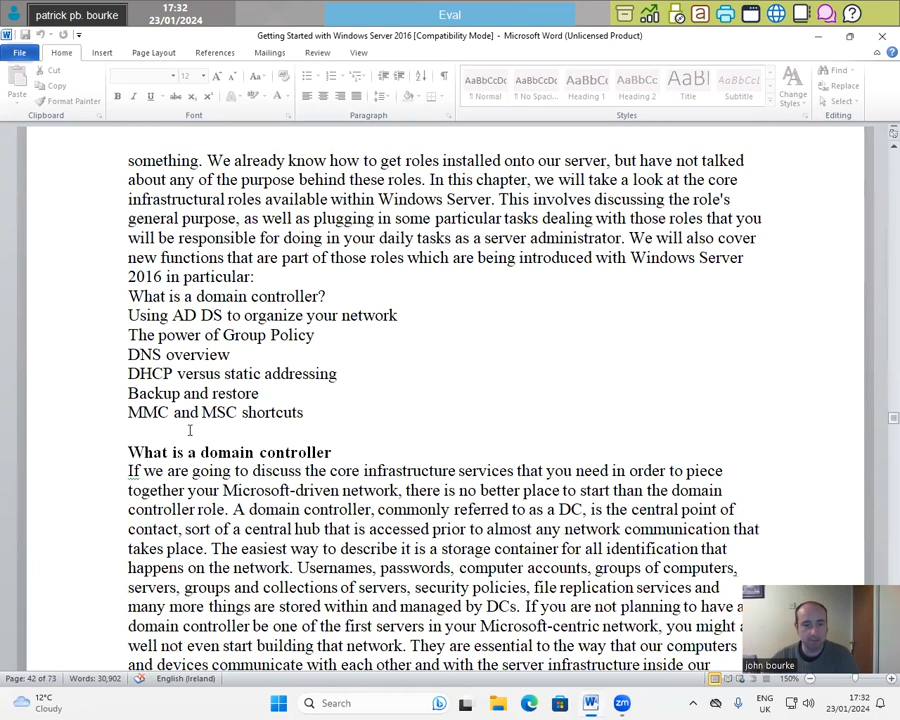 patrick pb. bourke
17:32
23/01/2024
Eval
Getting Started with Windows Server 2016 [Compatibility Mode] - Microsoft Word (Unlicensed Product)
File Home Insert Page Layout References Mailings Review View
Paste
Cut
Copy
Format Painter
12
B I U abc
AaBbCcDc AaBbCcDc AaBbCcI AaBbCcI AaBI AaBbCcL
¶ Normal ¶ No Spaci... Heading 1 Heading 2 Title Subtitle
Change Styles
Find
Replace
Select
Clipboard Font Paragraph Styles Editing
something. We already know how to get roles installed onto our server, but have not talked
about any of the purpose behind these roles. In this chapter, we will take a look at the core
infrastructural roles available within Windows Server. This involves discussing the role's
general purpose, as well as plugging in some particular tasks dealing with those roles that you
will be responsible for doing in your daily tasks as a server administrator. We will also cover
new functions that are part of those roles which are being introduced with Windows Server
2016 in particular:
What is a domain controller?
Using AD DS to organize your network
The power of Group Policy
DNS overview
DHCP versus static addressing
Backup and restore
MMC and MSC shortcuts
What is a domain controller
If we are going to discuss the core infrastructure services that you need in order to piece
together your Microsoft-driven network, there is no better place to start than the domain
controller role. A domain controller, commonly referred to as a DC, is the central point of
contact, sort of a central hub that is accessed prior to almost any network communication that
takes place. The easiest way to describe it is a storage container for all identification that
happens on the network. Usernames, passwords, computer accounts, groups of computers,
servers, groups and collections of servers, security policies, file replication services and
many more things are stored within and managed by DCs. If you are not planning to have a
domain controller be one of the first servers in your Microsoft-centric network, you might a
well not even start building that network. They are essential to the way that our computers
and devices communicate with each other and with the server infrastructure inside our
john bourke
Page: 42 of 73 Words: 30,902 English (Ireland) 150%
12°C
Cloudy
Search
ENG
UK
17:32
23/01/2024